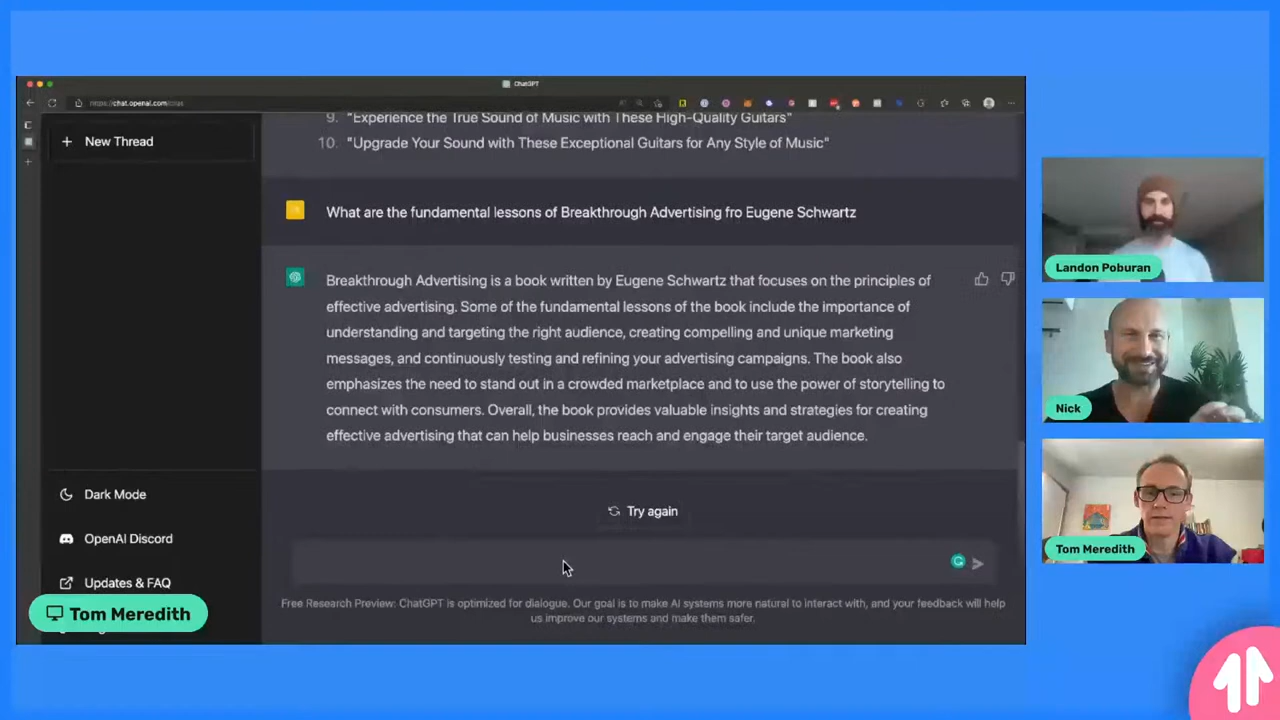 ChatGPT
https://chat.openai.com/chat
New Thread
9. "Experience the True Sound of Music with These High-Quality Guitars"
10. "Upgrade Your Sound with These Exceptional Guitars for Any Style of Music"
What are the fundamental lessons of Breakthrough Advertising fro Eugene Schwartz
Breakthrough Advertising is a book written by Eugene Schwartz that focuses on the principles of
effective advertising. Some of the fundamental lessons of the book include the importance of
understanding and targeting the right audience, creating compelling and unique marketing
messages, and continuously testing and refining your advertising campaigns. The book also
emphasizes the need to stand out in a crowded marketplace and to use the power of storytelling to
connect with consumers. Overall, the book provides valuable insights and strategies for creating
effective advertising that can help businesses reach and engage their target audience.
Try again
Dark Mode
OpenAI Discord
Updates & FAQ
Tom Meredith
Free Research Preview: ChatGPT is optimized for dialogue. Our goal is to make AI systems more natural to interact with, and your feedback will help
us improve our systems and make them safer.
Landon Poburan
Nick
Tom Meredith